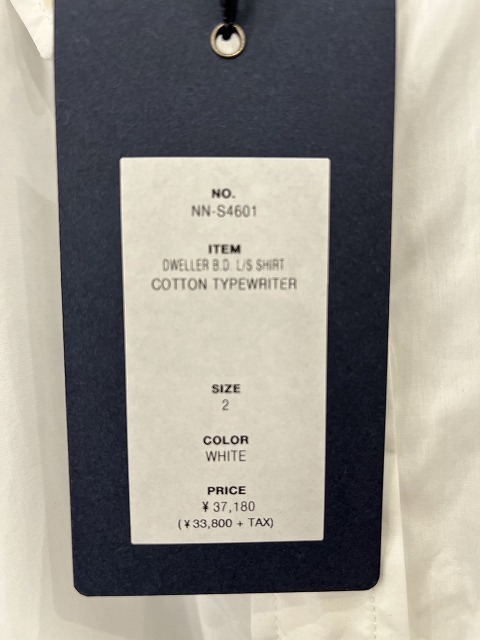 NO.
NN-S4601
ITEM
DWELLER B.D. L/S SHIRT
COTTON TYPEWRITER
SIZE
2
COLOR
WHITE
PRICE
¥ 37,180
(¥33,800 + TAX)